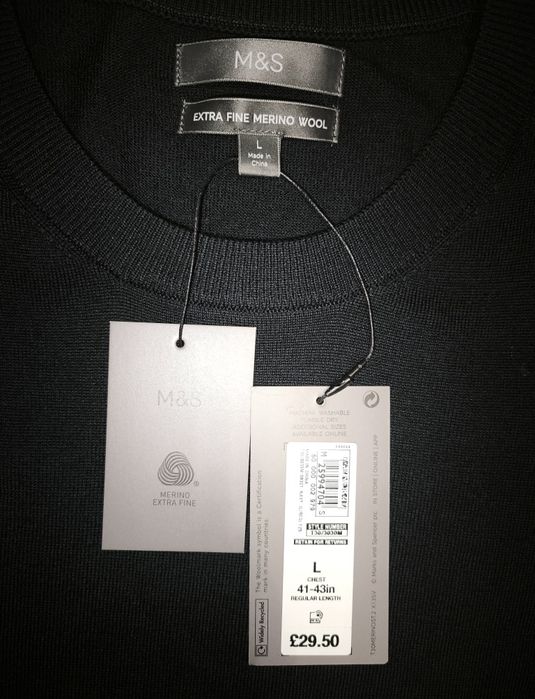 M&S
EXTRA FINE MERINO WOOL
L
Made in
China
M&S
MERINO
EXTRA FINE
MACHINE WASHABLE
TUMBLE DRY
ADDITIONAL SIZES
AVAILABLE ONLINE
STYLE NUMBER
RETAIN FOR RETURNS
L
CHEST
41-43in
REGULAR LENGTH
£29.50
The Woolmark symbol is a Certification
mark in many countries.
Widely Recycled
© Marks and Spencer plc
IN STORE | ONLINE | APP